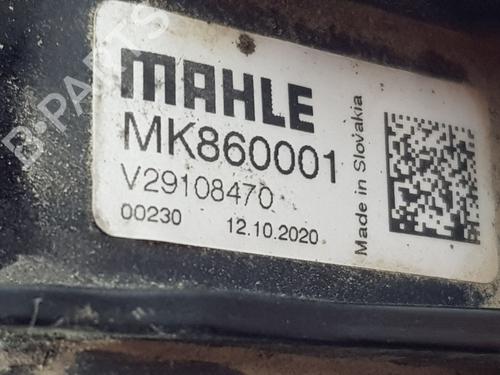 MAHLE
MK860001
V29108470
00230 12.10.2020
Made in Slovakia
B-PARTS